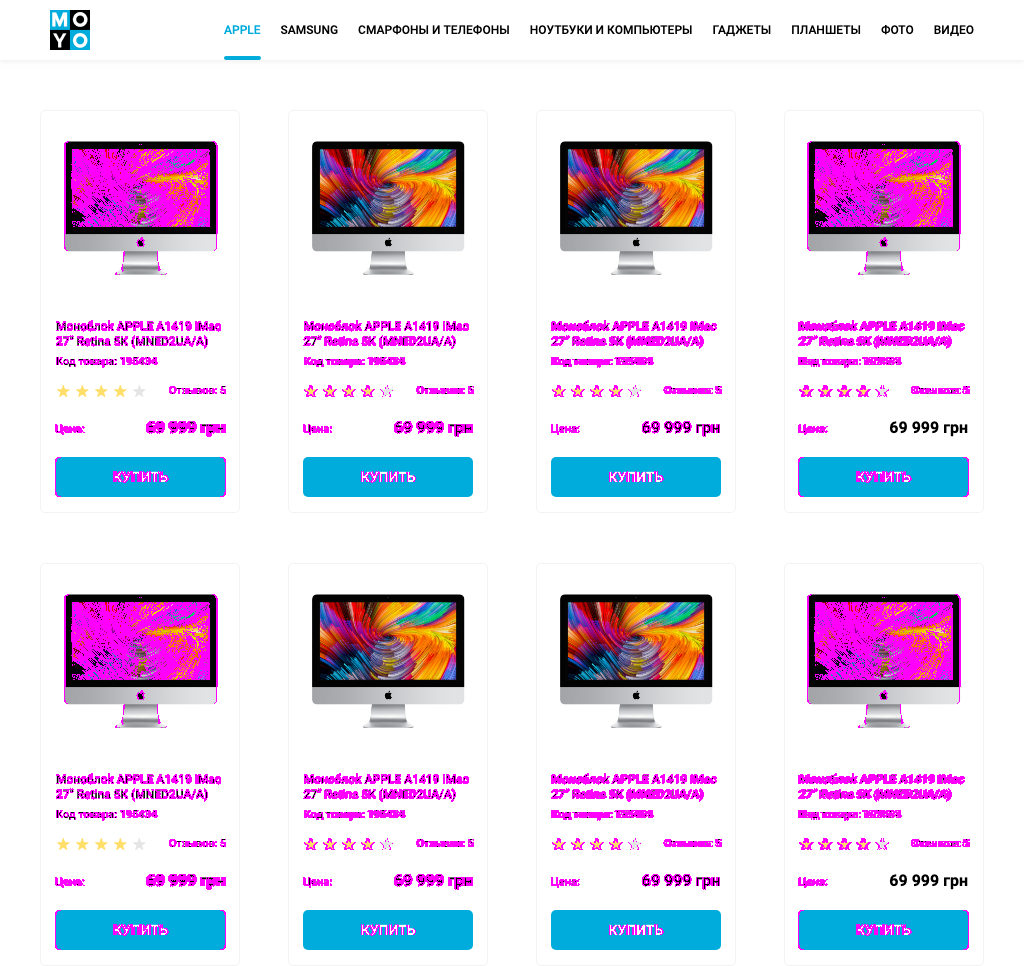 MOYO
APPLE SAMSUNG СМАРФОНЫ И ТЕЛЕФОНЫ НОУТБУКИ И КОМПЬЮТЕРЫ ГАДЖЕТЫ ПЛАНШЕТЫ ФОТО ВИДЕО
Моноблок APPLE A1419 iMac Моноблок APPLE A1419 iMac Моноблок APPLE A1419 iMac Моноблок APPLE A1419 iMac
27" Retina 5K (MNED2UA/A) 27" Retina 5K (MNED2UA/A) 27" Retina 5K (MNED2UA/A) 27" Retina 5K (MNED2UA/A)
Код товара: 195434 Код товара: 195434 Код товара: 195434 Код товара: 195434
Отзывов: 5 Отзывов: 5 Отзывов: 5 Отзывов: 5
Цена: 69 999 грн Цена: 69 999 грн Цена: 69 999 грн Цена: 69 999 грн
КУПИТЬ КУПИТЬ КУПИТЬ КУПИТЬ
Моноблок APPLE A1419 iMac Моноблок APPLE A1419 iMac Моноблок APPLE A1419 iMac Моноблок APPLE A1419 iMac
27" Retina 5K (MNED2UA/A) 27" Retina 5K (MNED2UA/A) 27" Retina 5K (MNED2UA/A) 27" Retina 5K (MNED2UA/A)
Код товара: 195434 Код товара: 195434 Код товара: 195434 Код товара: 195434
Отзывов: 5 Отзывов: 5 Отзывов: 5 Отзывов: 5
Цена: 69 999 грн Цена: 69 999 грн Цена: 69 999 грн Цена: 69 999 грн
КУПИТЬ КУПИТЬ КУПИТЬ КУПИТЬ